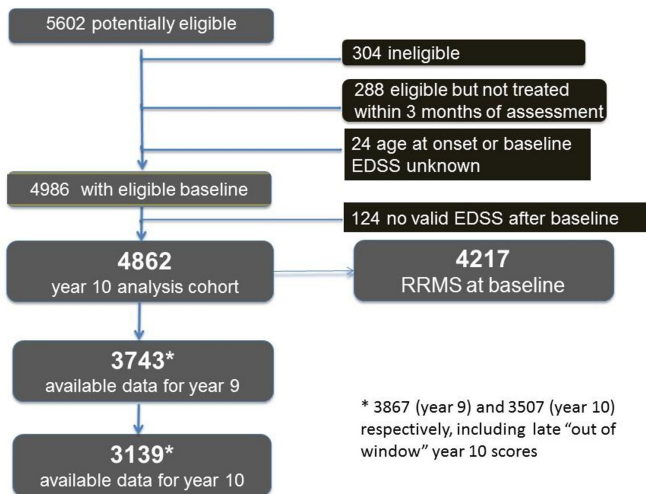 5602 potentially eligible
304 ineligible
288 eligible but not treated
within 3 months of assessment
24 age at onset or baseline
EDSS unknown
4986 with eligible baseline
124 no valid EDSS after baseline
4862
year 10 analysis cohort
4217
RRMS at baseline
3743*
available data for year 9
3139*
available data for year 10
* 3867 (year 9) and 3507 (year 10)
respectively, including late “out of
window” year 10 scores